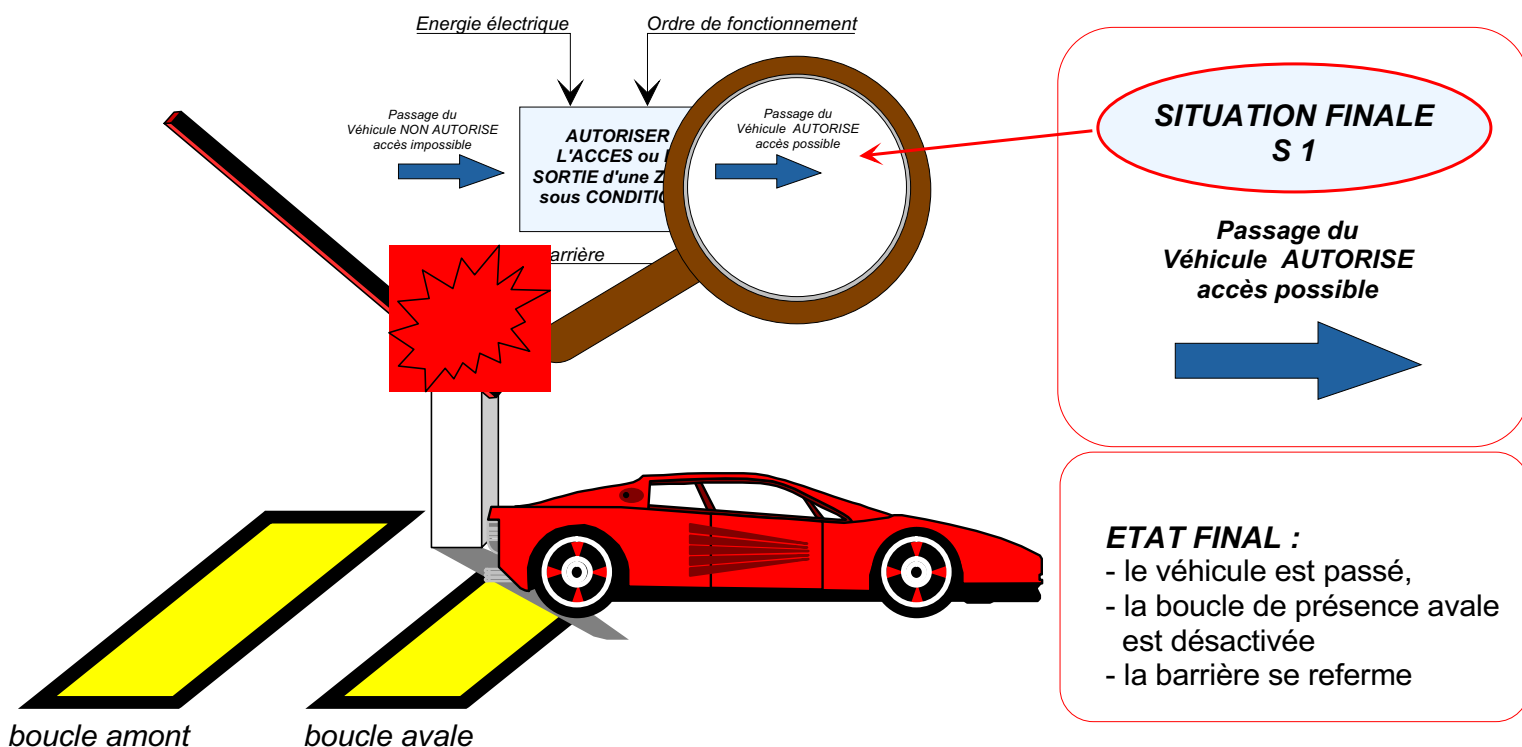 Energie électrique
Ordre de fonctionnement
Passage du
Véhicule NON AUTORISE
accès impossible
AUTORISER
L'ACCES ou
SORTIE d'une
sous
Passage du
Véhicule AUTORISE
accès possible
SITUATION FINALE
S 1
Passage du
Véhicule AUTORISE
accès possible
ETAT FINAL :
- le véhicule est passé,
- la boucle de présence avale
est désactivée
- la barrière se referme
boucle amont
boucle avale